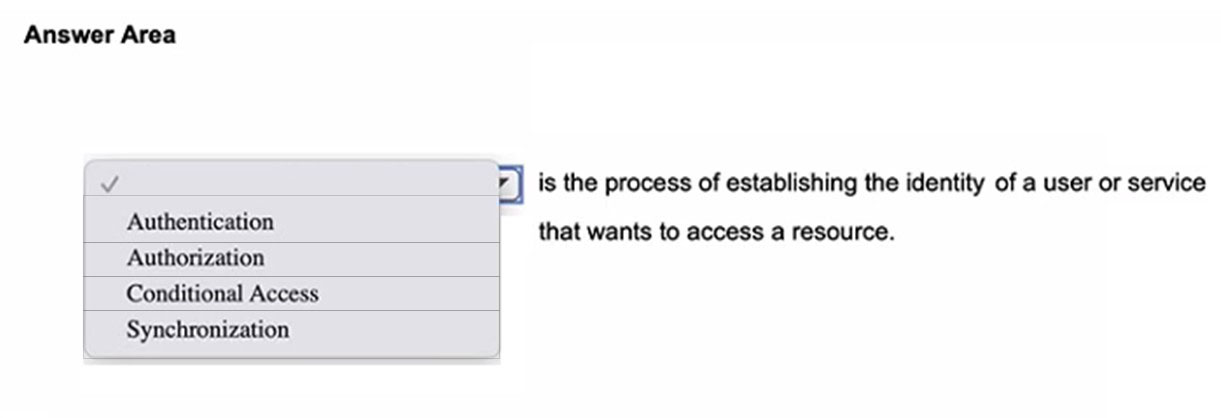 Answer Area
is the process of establishing the identity of a user or service
that wants to access a resource.
Authentication
Authorization
Conditional Access
Synchronization